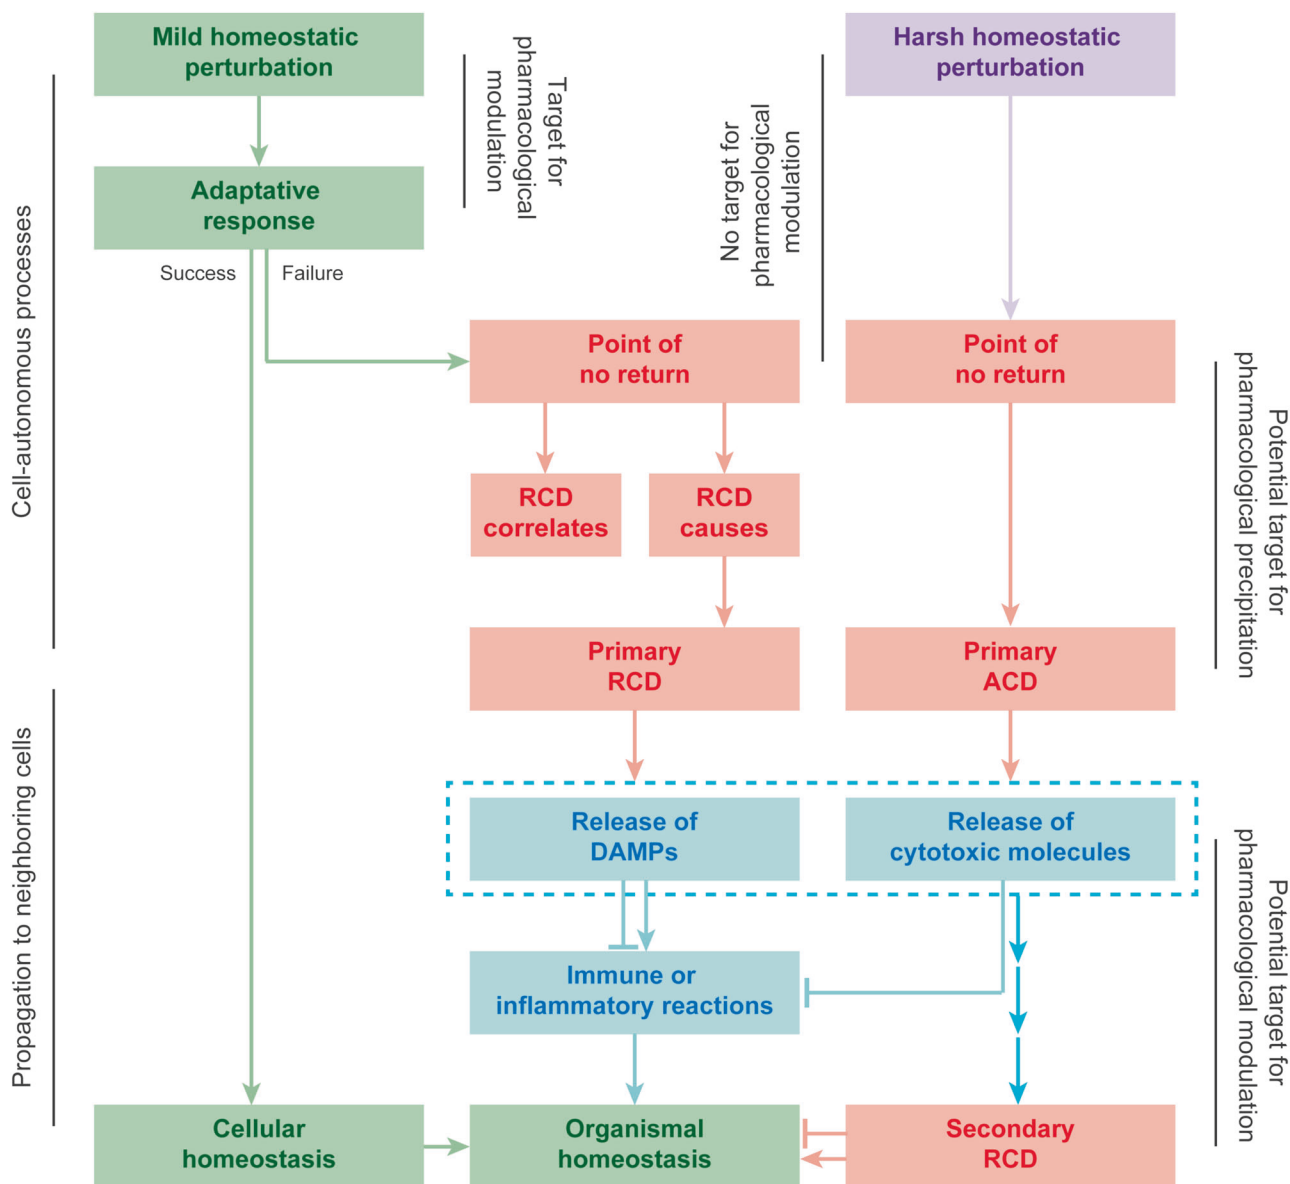 Mild homeostatic
perturbation
Harsh homeostatic
perturbation
Target for
pharmacological
modulation
No target for
pharmacological
modulation
Adaptative
response
Success
Failure
Cell-autonomous processes
Point of
no return
Point of
no return
Potential target for
pharmacological precipitation
RCD
correlates
RCD
causes
Primary
RCD
Primary
ACD
Propagation to neighboring cells
Release of
DAMPs
Release of
cytotoxic molecules
Potential target for
pharmacological modulation
Immune or
inflammatory reactions
Cellular
homeostasis
Organismal
homeostasis
Secondary
RCD